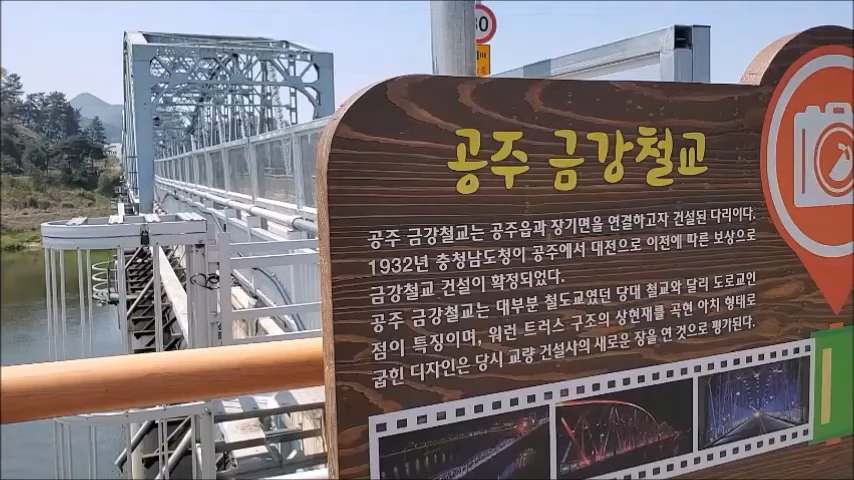 공주 금강철교
공주 금강철교는 공주읍과 장기면을 연결하고자 건설된 다리이다.
1932년 충청남도청이 공주에서 대전으로 이전에 따른 보상으로
금강철교 건설이 확정되었다.
공주 금강철교는 대부분 철도교였던 당대 철교와 달리 도로교인
점이 특징이며, 워런 트러스 구조의 상현재를 곡현 아치 형태로
굽힌 디자인은 당시 교량 건설사의 새로운 장을 연 것으로 평가된다.